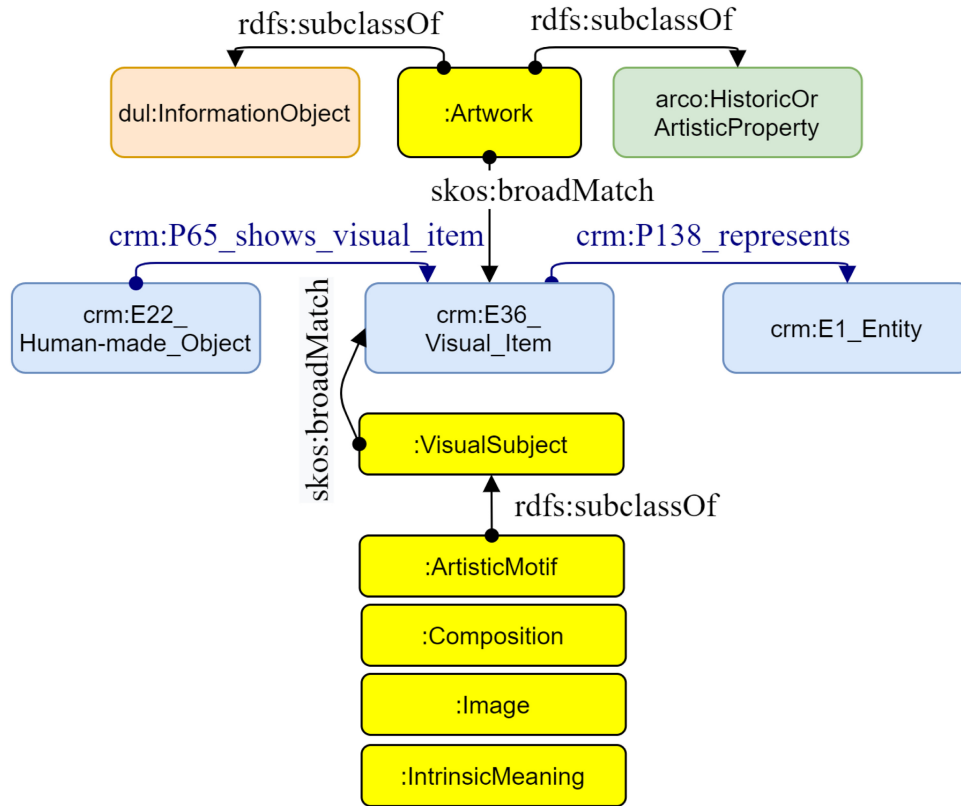 rdfs:subclassOf
rdfs:subclassOf
dul:InformationObject
:Artwork
arco:HistoricOr
ArtisticProperty
skos:broadMatch
crm:P65_shows_visual_item
crm:P138_represents
crm:E22_
Human-made_Object
crm:E36_
Visual_Item
crm:E1_Entity
skos:broadMatch
:VisualSubject
rdfs:subclassOf
:ArtisticMotif
:Composition
:Image
:IntrinsicMeaning